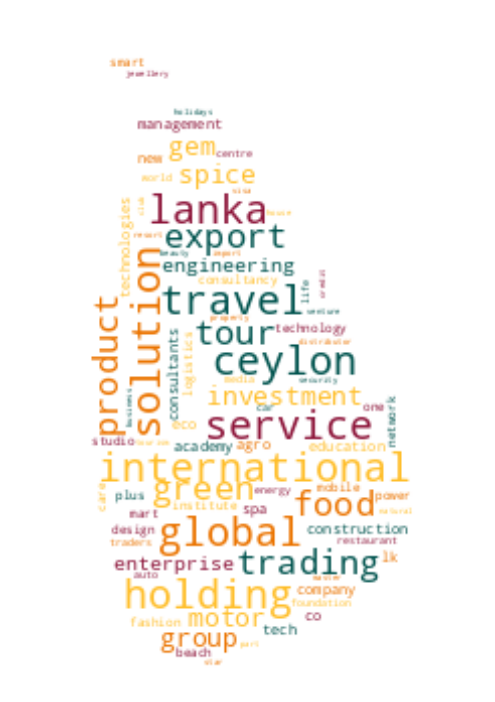 smart
jewellery
holidays
management
gem
centre
new
world
spice
visa
technologies
club
lanka
house
resort
export
beauty
import
engineering
consultancy
credit
life
travel
venture
product
solution
property
tour
technology
distributor
consultants
logistics
ceylon
media
security
business
investment
car
one
network
service
eco
studio
tourism
academy
agro
education
international
care
green
energy
mobile
plus
food
power
institute
spa
natural
mart
global
design
construction
traders
restaurant
enterprise
trading
lk
auto
master
holding
company
foundation
motor
co
fashion
tech
group
part
beach
star